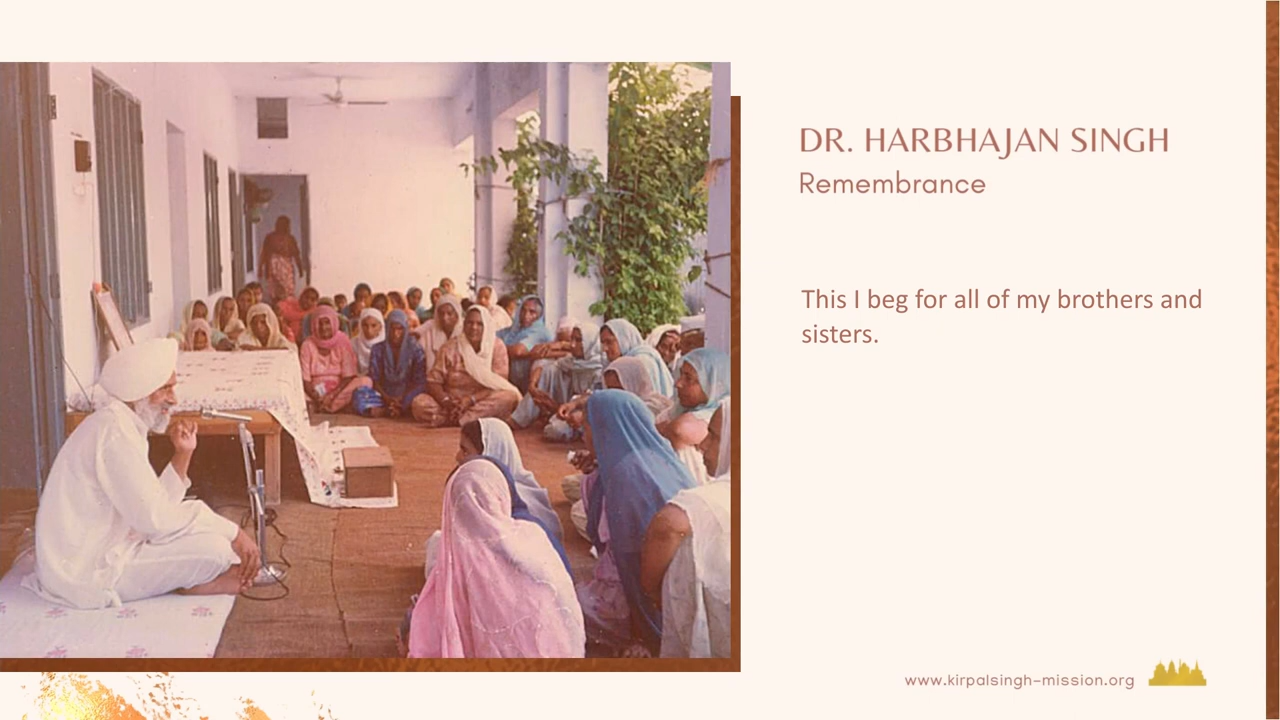 DR. HARBHAJAN SINGH
Remembrance
This I beg for all of my brothers and
sisters.
www.kirpalsingh-mission.org